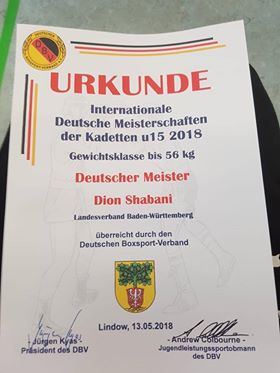 DEUTSCHER
DBV
URKUNDE
Internationale
Deutsche Meisterschaften
der Kadetten u15 2018
Gewichtsklasse bis 56 kg
Deutscher Meister
Dion Shabani
Landesverband Baden-Württemberg
überreicht durch den
Deutschen Boxsport-Verband
Lindow, 13.05.2018
- Jürgen Kyas -
Präsident des DBV
- Andrew Colbourne -
Jugendleistungssportobmann
des DBV